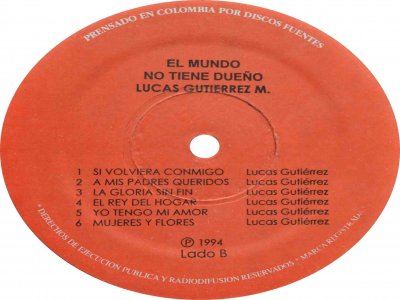 PRENSADO EN COLOMBIA POR DISCOS FUENTES
EL MUNDO
NO TIENE DUEÑO
LUCAS GUTIERREZ M.
1 SI VOLVIERA CONMIGO Lucas Gutiérrez
2 A MIS PADRES QUERIDOS Lucas Gutiérrez
3 LA GLORIA SIN FIN Lucas Gutiérrez
4 EL REY DEL HOGAR Lucas Gutiérrez
5 YO TENGO MI AMOR Lucas Gutiérrez
6 MUJERES Y FLORES Lucas Gutiérrez
℗ 1994
Lado B
* DERECHOS DE EJECUCION PUBLICA Y RADIODIFUSION RESERVADOS * MARCA REGISTRADA